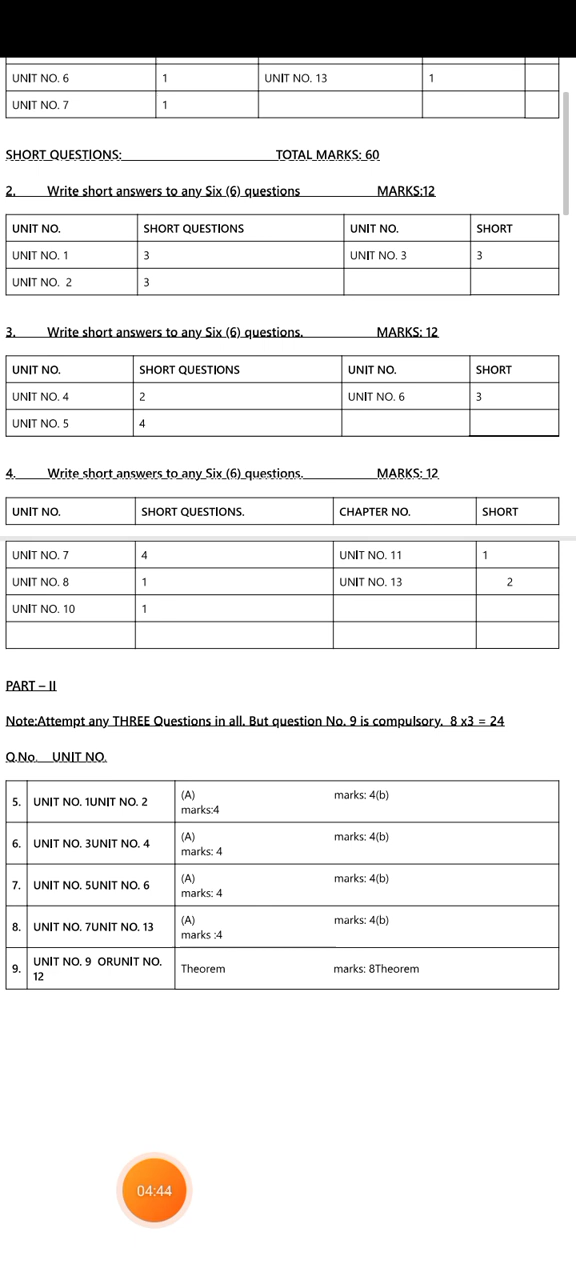 UNIT NO. 6 1 UNIT NO. 13 1
UNIT NO. 7 1
SHORT QUESTIONS: TOTAL MARKS: 60
2. Write short answers to any Six (6) questions MARKS:12
UNIT NO. SHORT QUESTIONS UNIT NO. SHORT
UNIT NO. 1 3 UNIT NO. 3 3
UNIT NO. 2 3
3. Write short answers to any Six (6) questions. MARKS: 12
UNIT NO. SHORT QUESTIONS UNIT NO. SHORT
UNIT NO. 4 2 UNIT NO. 6 3
UNIT NO. 5 4
4. Write short answers to any Six (6) questions. MARKS: 12
UNIT NO. SHORT QUESTIONS. CHAPTER NO. SHORT
UNIT NO. 7 4 UNIT NO. 11 1
UNIT NO. 8 1 UNIT NO. 13 2
UNIT NO. 10 1
PART – II
Note:Attempt any THREE Questions in all. But question No. 9 is compulsory. 8 x3 = 24
Q.No. UNIT NO.
5. UNIT NO. 1UNIT NO. 2 (A) marks: 4(b)
marks:4
6. UNIT NO. 3UNIT NO. 4 (A) marks: 4(b)
marks: 4
7. UNIT NO. 5UNIT NO. 6 (A) marks: 4(b)
marks: 4
8. UNIT NO. 7UNIT NO. 13 (A) marks: 4(b)
marks :4
9. UNIT NO. 9 ORUNIT NO. 12 Theorem marks: 8Theorem
04:44